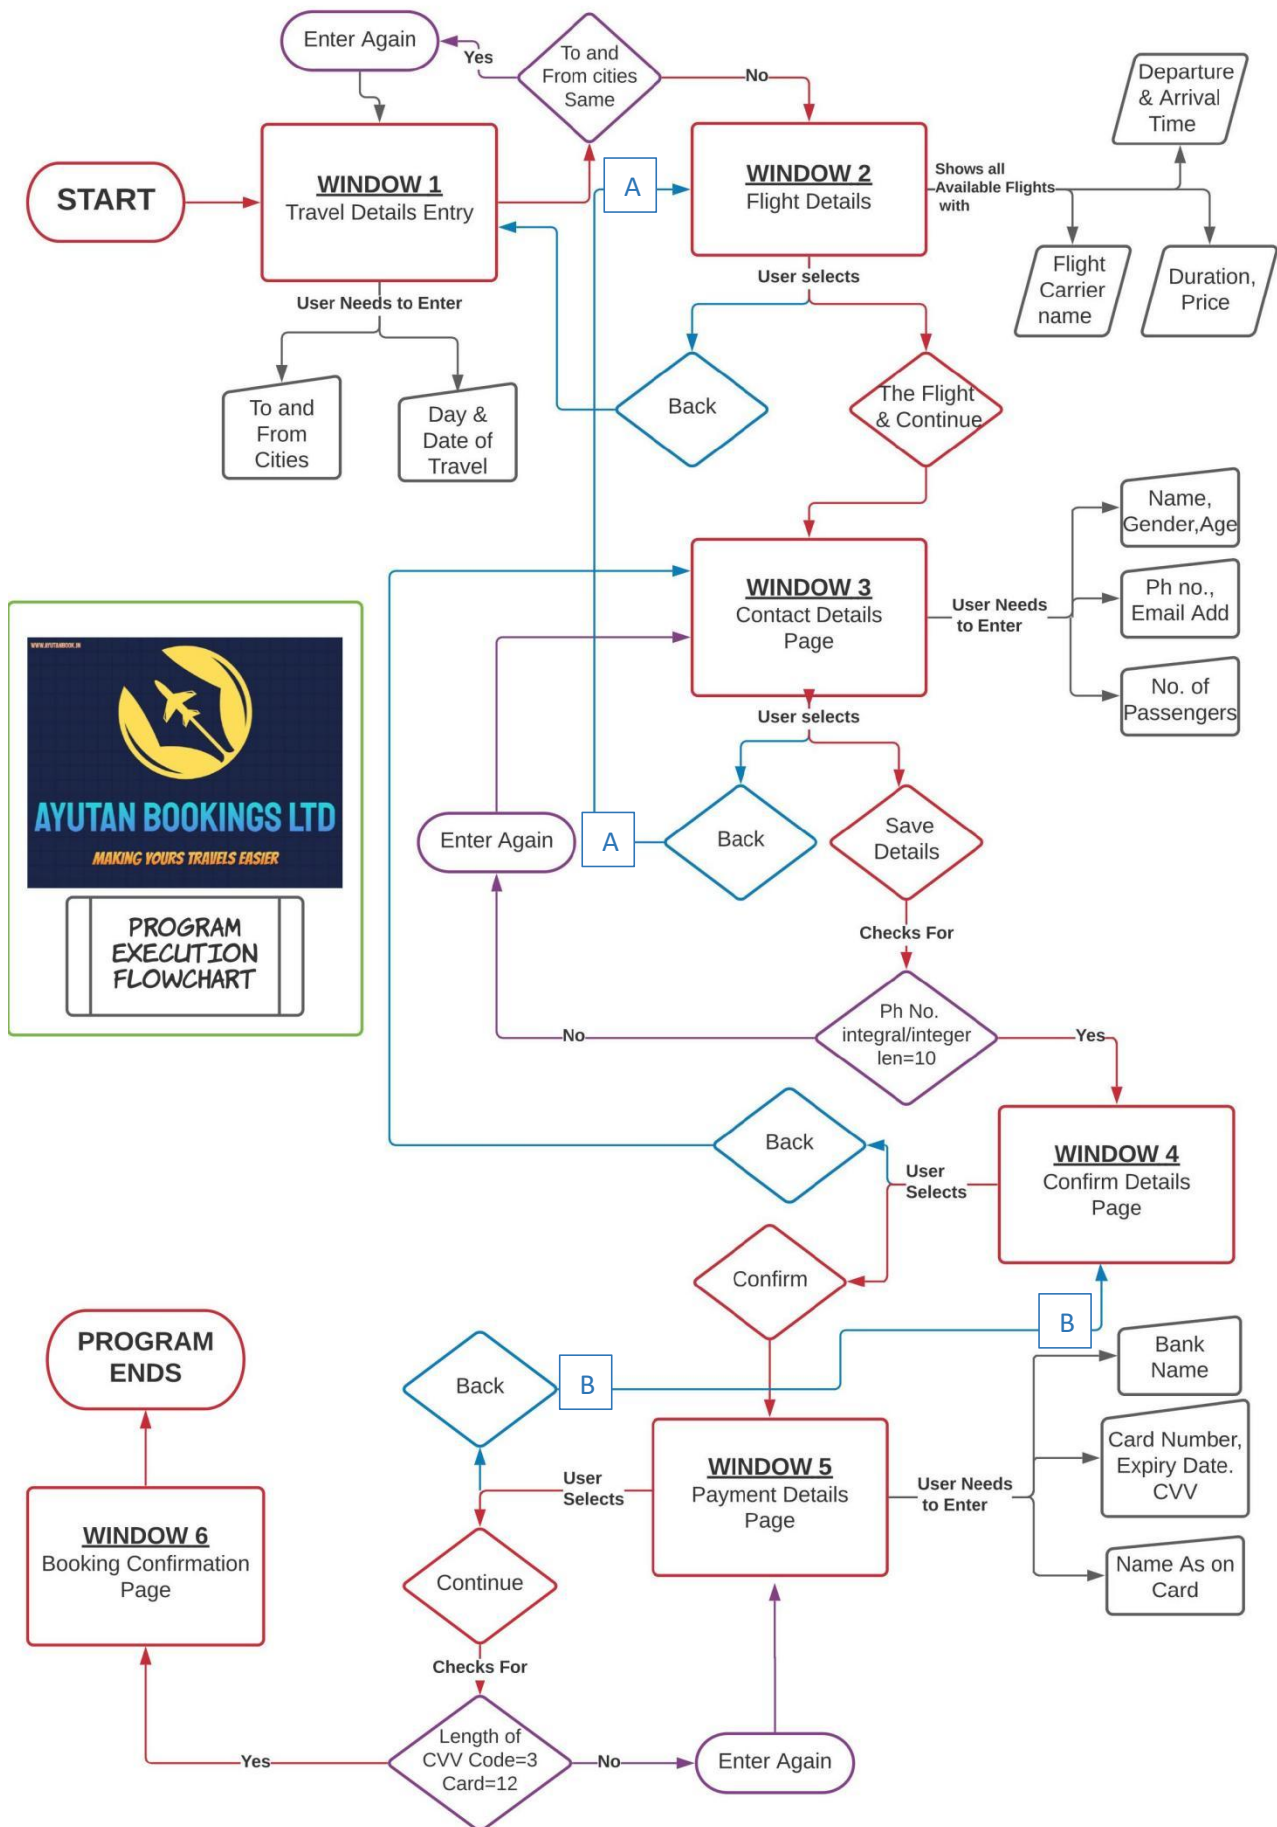 Enter Again
Yes
To and
From cities
Same
No
Departure
& Arrival
Time
START
WINDOW 1
Travel Details Entry
A
WINDOW 2
Flight Details
Shows all
Available Flights
with
Flight
Carrier
name
Duration,
Price
User Needs to Enter
To and
From
Cities
Day &
Date of
Travel
User selects
Back
The Flight
& Continue
WINDOW 3
Contact Details
Page
User Needs
to Enter
Name,
Gender,Age
Ph no.,
Email Add
No. of
Passengers
WWW.AYUTANBOOK.IN
AYUTAN BOOKINGS LTD
MAKING YOURS TRAVELS EASIER
PROGRAM
EXECUTION
FLOWCHART
User selects
Enter Again
A
Back
Save
Details
Checks For
Ph No.
integral/integer
len=10
No
Yes
Back
User
Selects
WINDOW 4
Confirm Details
Page
Confirm
B
PROGRAM
ENDS
Back
B
WINDOW 5
Payment Details
Page
User Needs
to Enter
Bank
Name
Card Number,
Expiry Date.
CVV
Name As on
Card
User
Selects
WINDOW 6
Booking Confirmation
Page
Continue
Checks For
Length of
CVV Code=3
Card=12
Yes
No
Enter Again